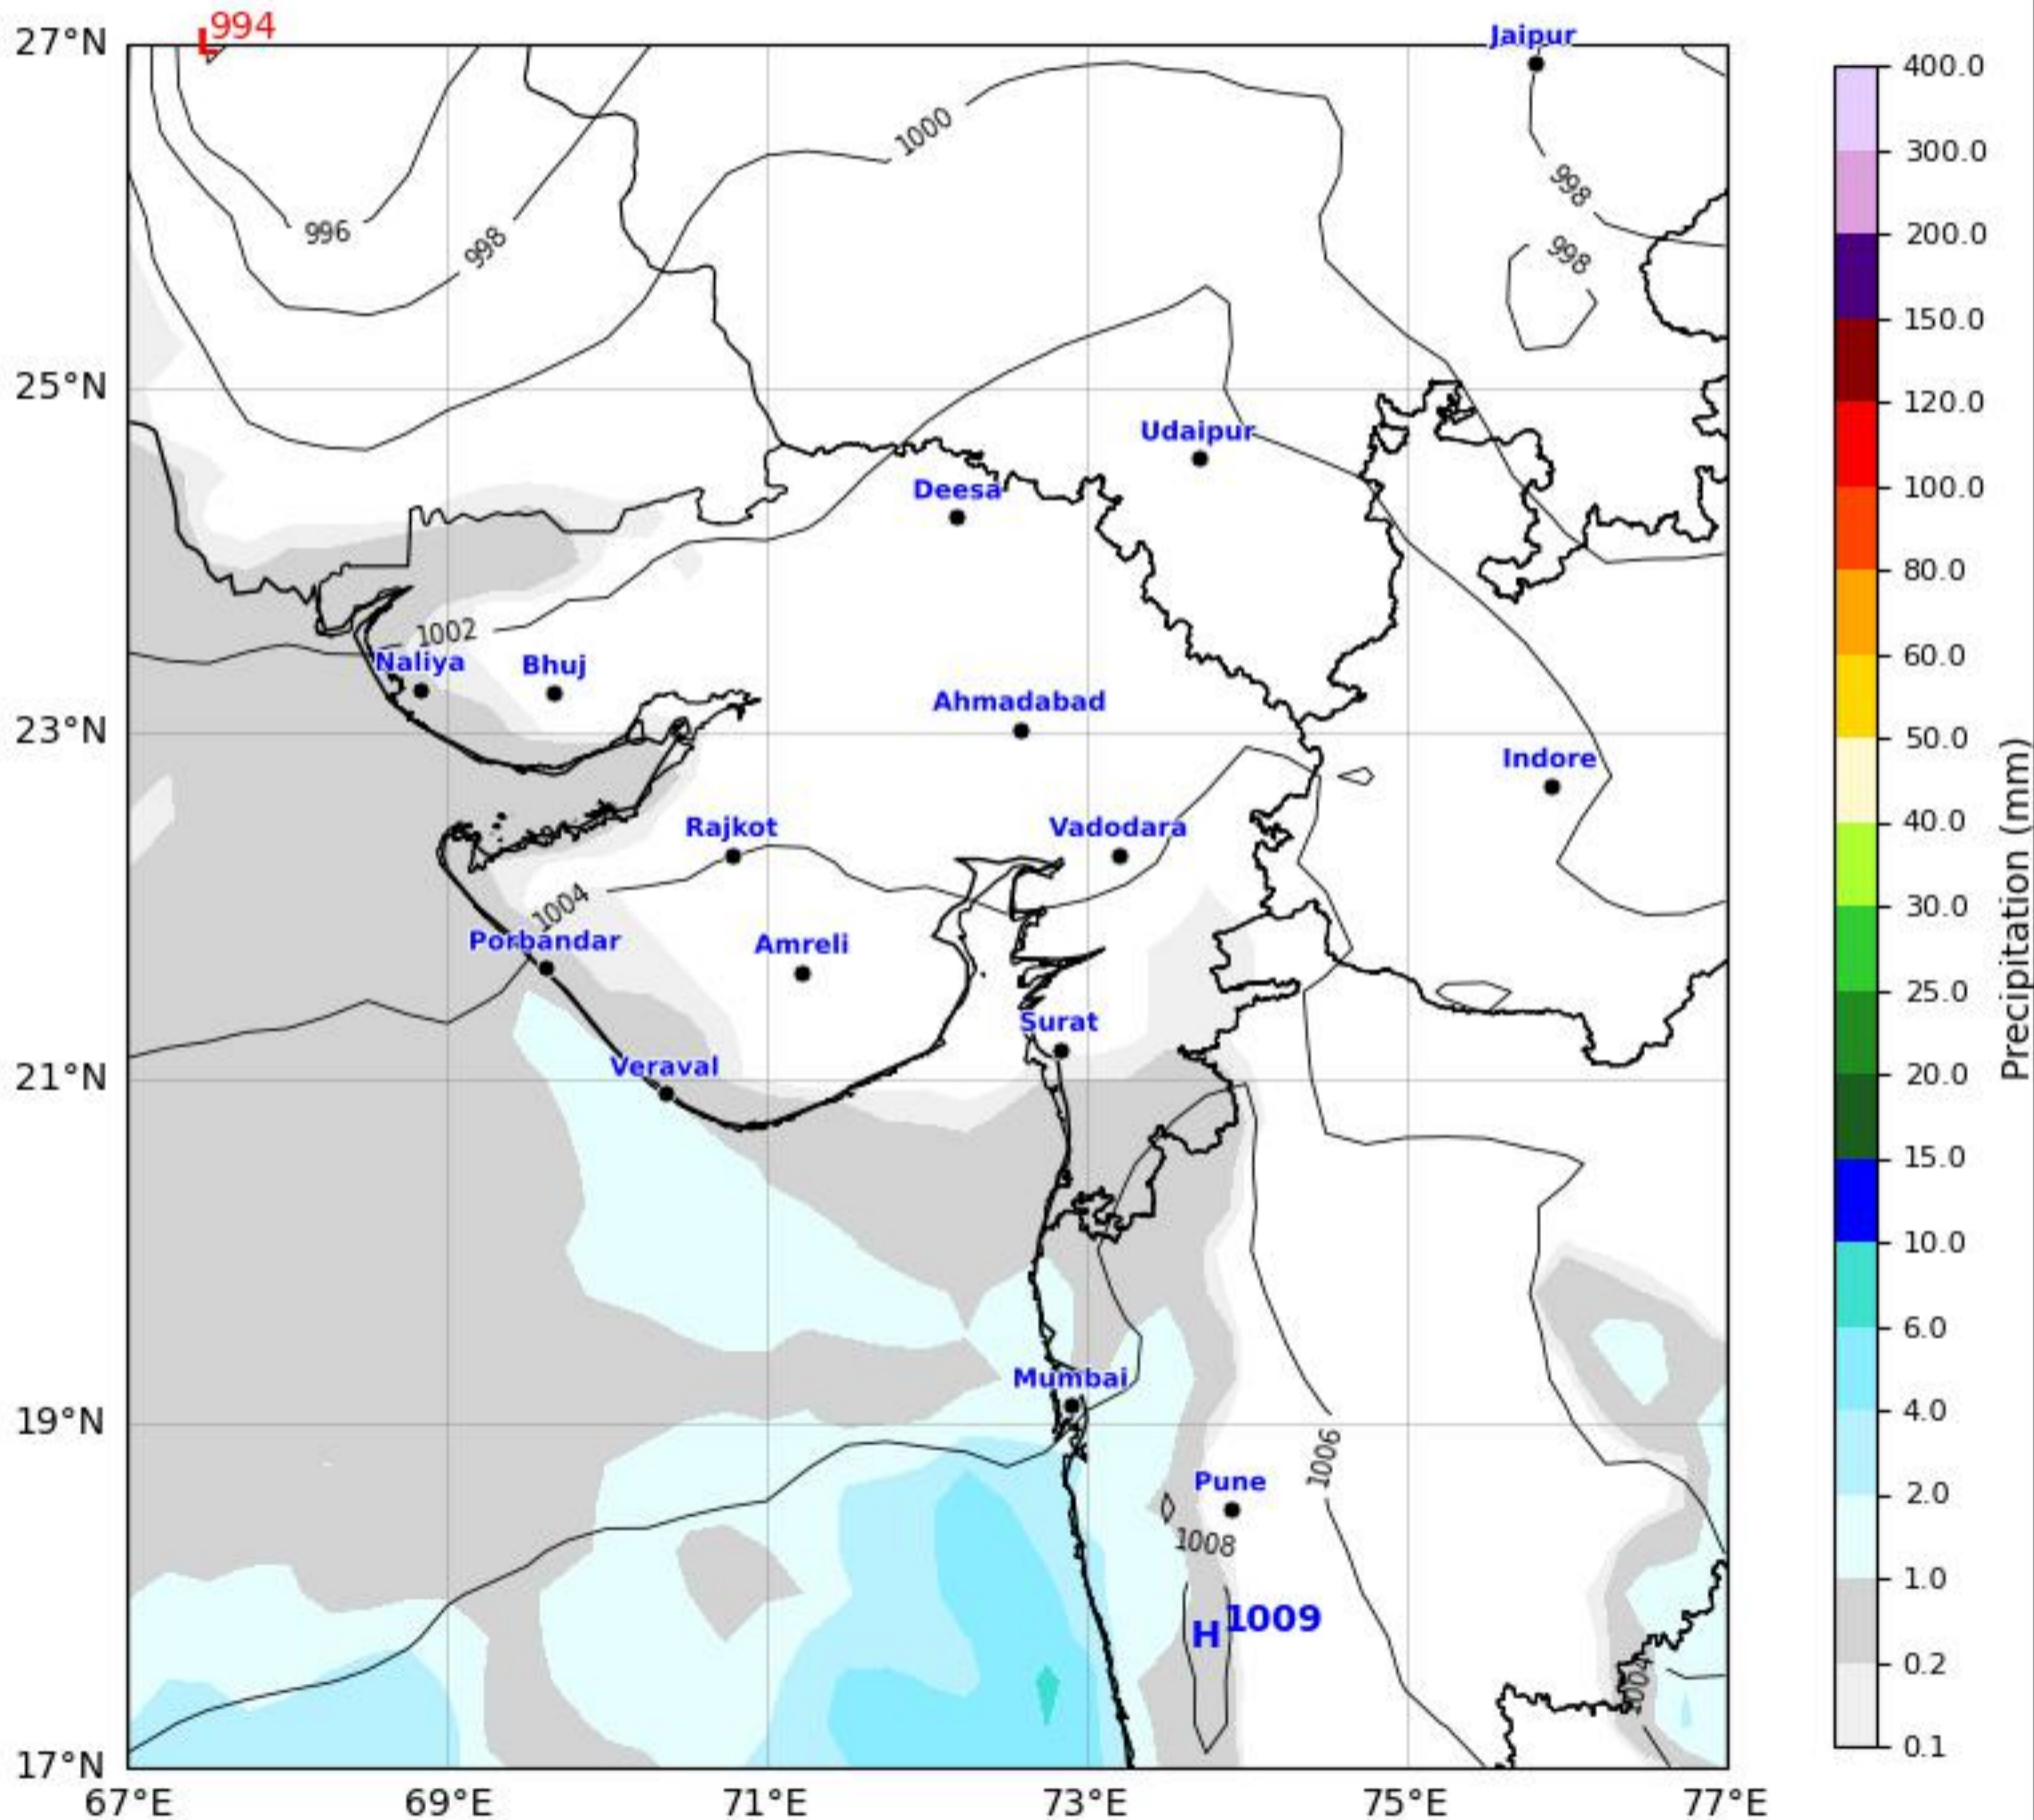 L994
27°N
Jaipur
400.0
1000
300.0
996
998
998
200.0
998
150.0
25°N
120.0
Udaipur
Deesa
100.0
80.0
1002
Naliya
Bhuj
60.0
Ahmadabad
23°N
50.0
Indore
Precipitation (mm)
Rajkot
Vadodara
40.0
1004
30.0
Porbandar
Amreli
25.0
Surat
Veraval
21°N
20.0
15.0
10.0
6.0
Mumbai
19°N
4.0
1006
Pune
2.0
1008
1.0
H1009
1004
0.2
0.1
17°N
67°E
69°E
71°E
73°E
75°E
77°E